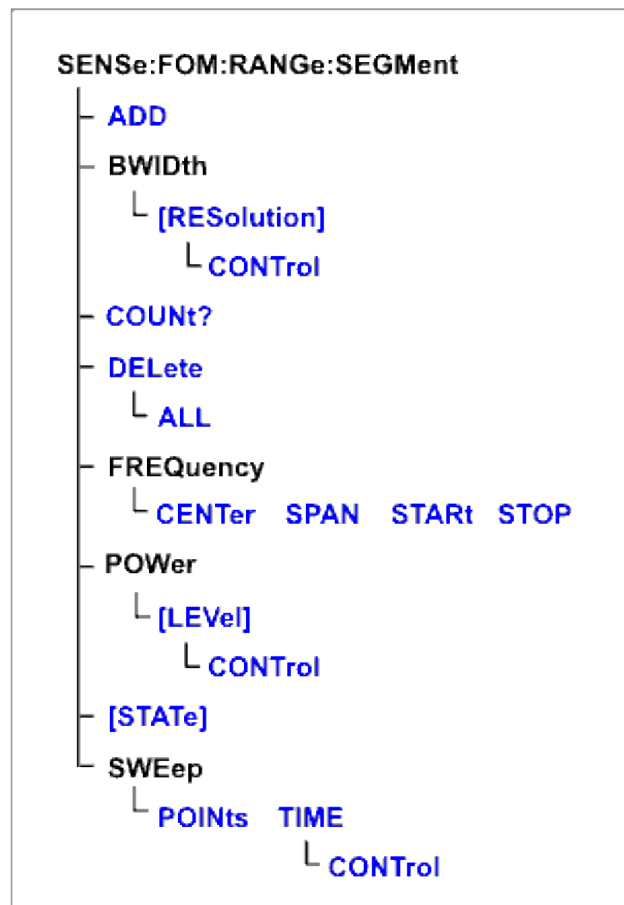 SENSe:FOM:RANGe:SEGMent
ADD
BWIDth
[RESolution]
CONTrol
COUNt?
DELete
ALL
FREQuency
CENTer SPAN STARt STOP
POWer
[LEVel]
CONTrol
[STATe]
SWEep
POINts TIME
CONTrol